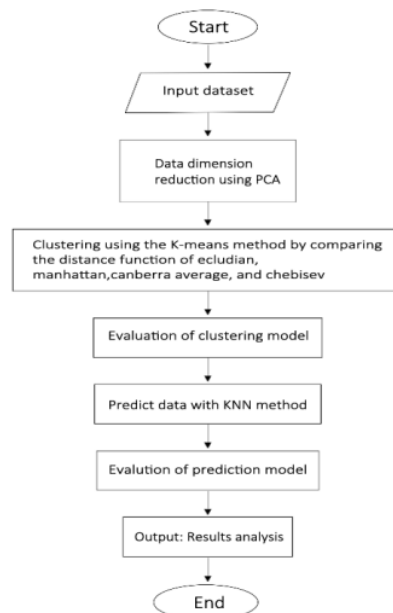 Start
Input dataset
Data dimension
reduction using PCA
Clustering using the K-means method by comparing
the distance function of ecludian,
manhattan,canberra average, and chebisev
Evaluation of clustering model
Predict data with KNN method
Evalution of prediction model
Output: Results analysis
End